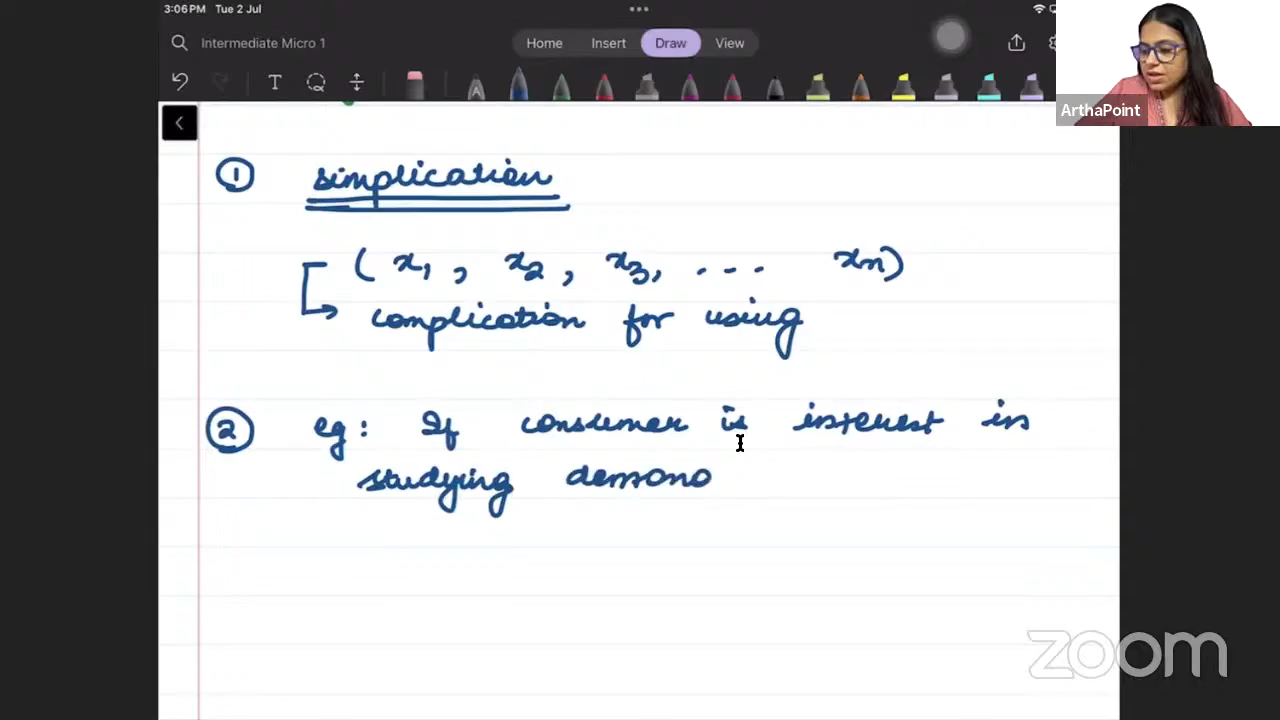 3:06 PM Tue 2 Jul
Intermediate Micro 1
Home Insert Draw View
T
A
ArthaPoint
① simplication
( x1, x2, x3, ... xn)
complication for using
② eg: If consumer is interest in
studying demano
zoom